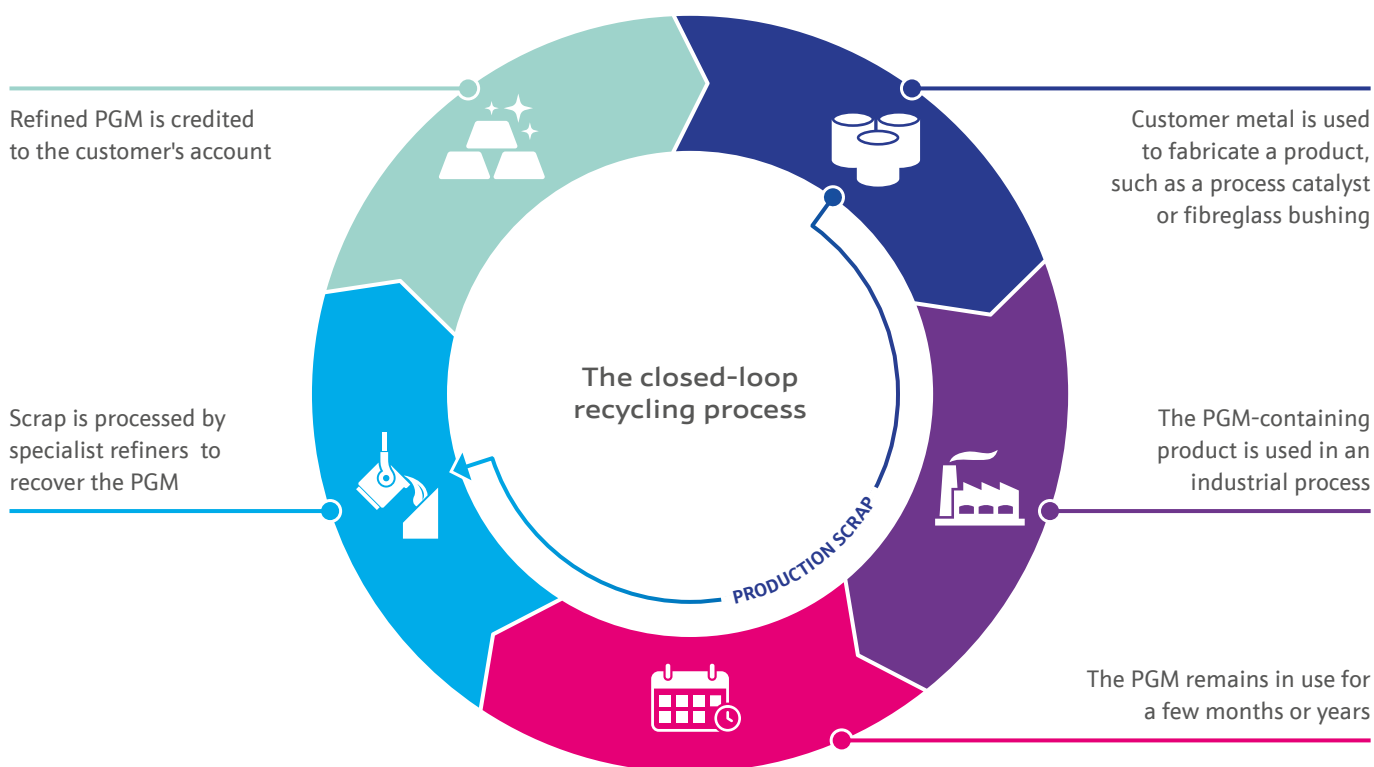 The closed-loop
recycling process
Customer metal is used
to fabricate a product,
such as a process catalyst
or fibreglass bushing
The PGM-containing
product is used in an
industrial process
The PGM remains in use for
a few months or years
Scrap is processed by
specialist refiners to
recover the PGM
Refined PGM is credited
to the customer's account
PRODUCTION SCRAP